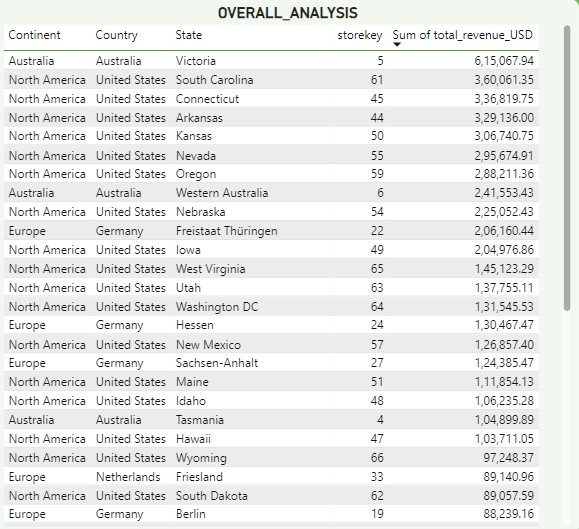 OVERALL_ANALYSIS
Continent Country State storekey Sum of total_revenue_USD
Australia Australia Victoria 5 6,15,067.94
North America United States South Carolina 61 3,60,061.35
North America United States Connecticut 45 3,36,819.75
North America United States Arkansas 44 3,29,136.00
North America United States Kansas 50 3,06,740.75
North America United States Nevada 55 2,95,674.91
North America United States Oregon 59 2,88,211.36
Australia Australia Western Australia 6 2,41,553.43
North America United States Nebraska 54 2,25,052.43
Europe Germany Freistaat Thüringen 22 2,06,160.44
North America United States Iowa 49 2,04,976.86
North America United States West Virginia 65 1,45,123.29
North America United States Utah 63 1,37,755.11
North America United States Washington DC 64 1,31,545.53
Europe Germany Hessen 24 1,30,467.47
North America United States New Mexico 57 1,26,857.40
Europe Germany Sachsen-Anhalt 27 1,24,385.47
North America United States Maine 51 1,11,854.13
North America United States Idaho 48 1,06,235.28
Australia Australia Tasmania 4 1,04,899.89
North America United States Hawaii 47 1,03,711.05
North America United States Wyoming 66 97,248.37
Europe Netherlands Friesland 33 89,140.96
North America United States South Dakota 62 89,057.59
Europe Germany Berlin 19 88,239.16